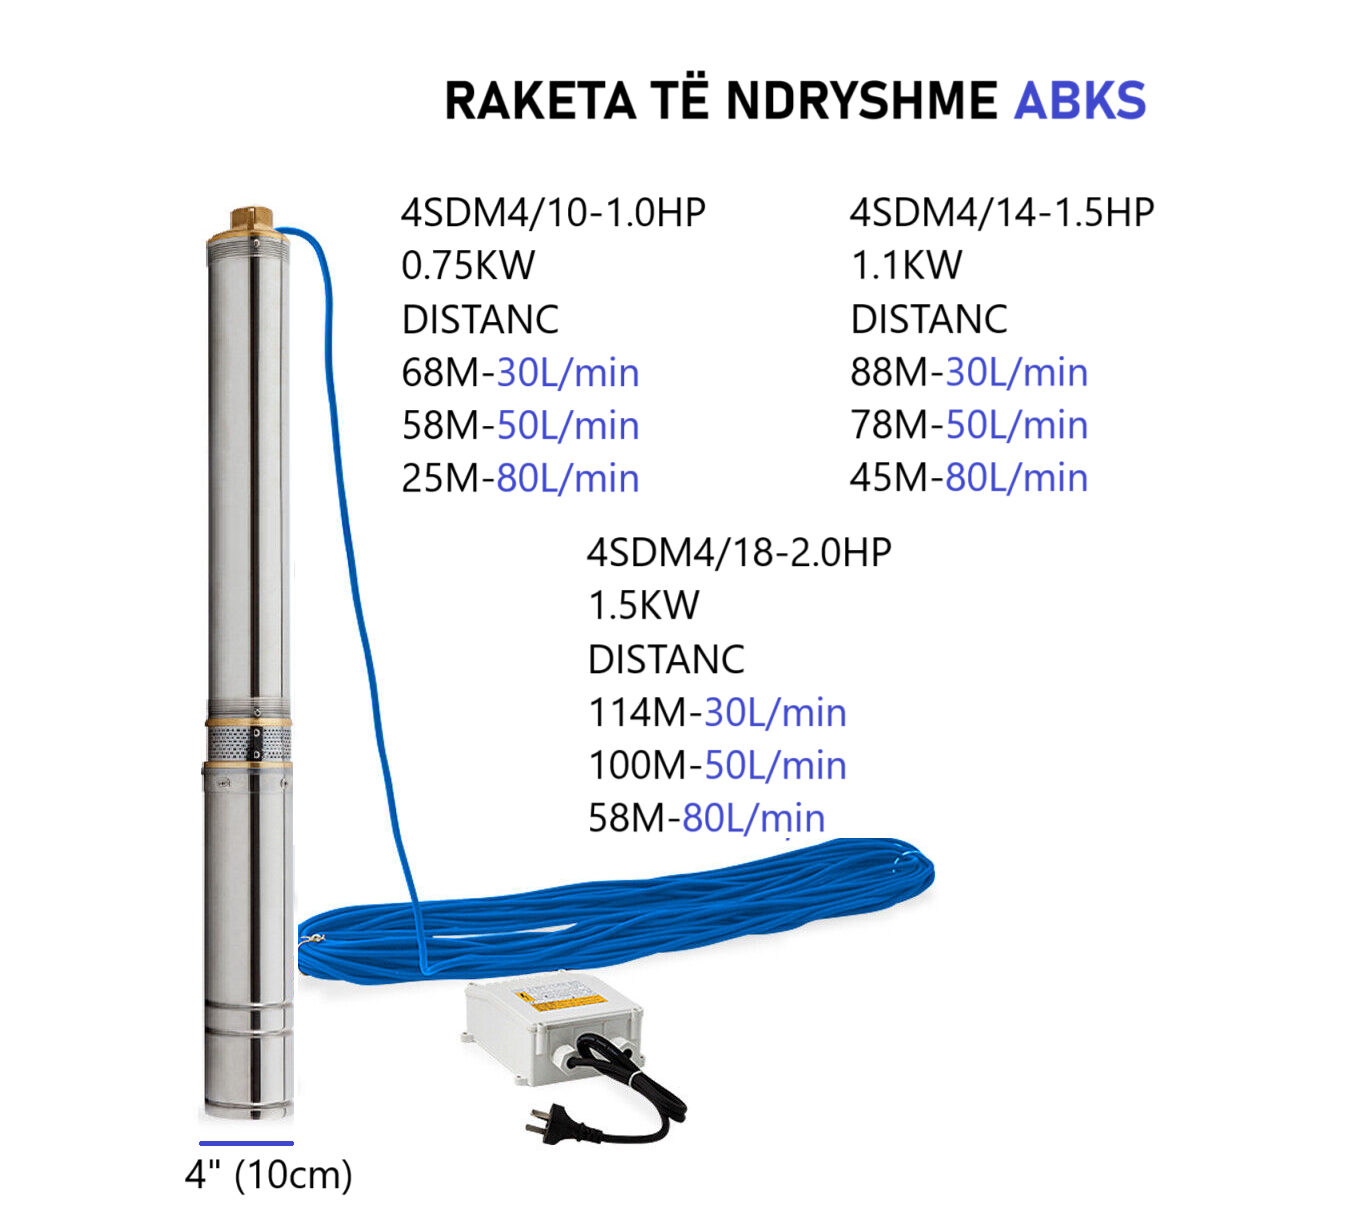 RAKETA TË NDRYSHME ABKS
4SDM4/10-1.0HP
0.75KW
DISTANC
68M-30L/min
58M-50L/min
25M-80L/min
4SDM4/14-1.5HP
1.1KW
DISTANC
88M-30L/min
78M-50L/min
45M-80L/min
4SDM4/18-2.0HP
1.5KW
DISTANC
114M-30L/min
100M-50L/min
58M-80L/min
4" (10cm)